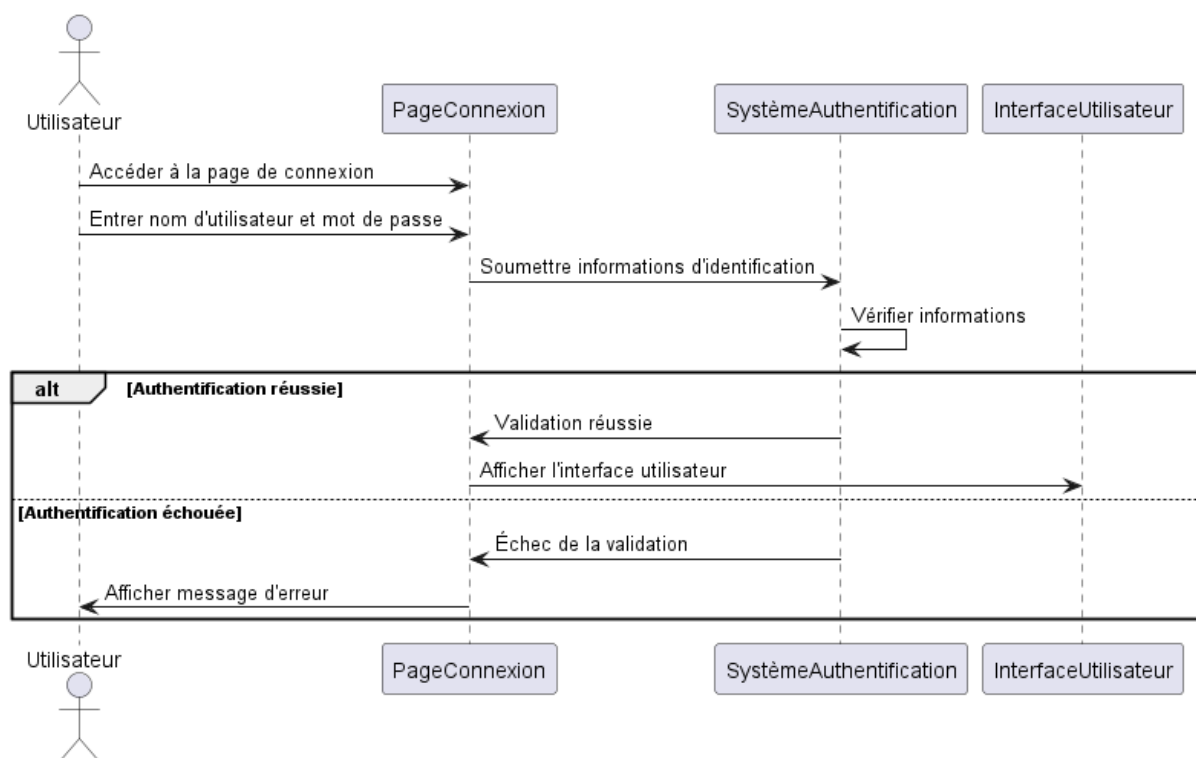 Utilisateur
PageConnexion
SystèmeAuthentification
InterfaceUtilisateur
Accéder à la page de connexion
Entrer nom d'utilisateur et mot de passe
Soumettre informations d'identification
Vérifier informations
alt [Authentification réussie]
Validation réussie
Afficher l'interface utilisateur
[Authentification échouée]
Échec de la validation
Afficher message d'erreur
Utilisateur
PageConnexion
SystèmeAuthentification
InterfaceUtilisateur